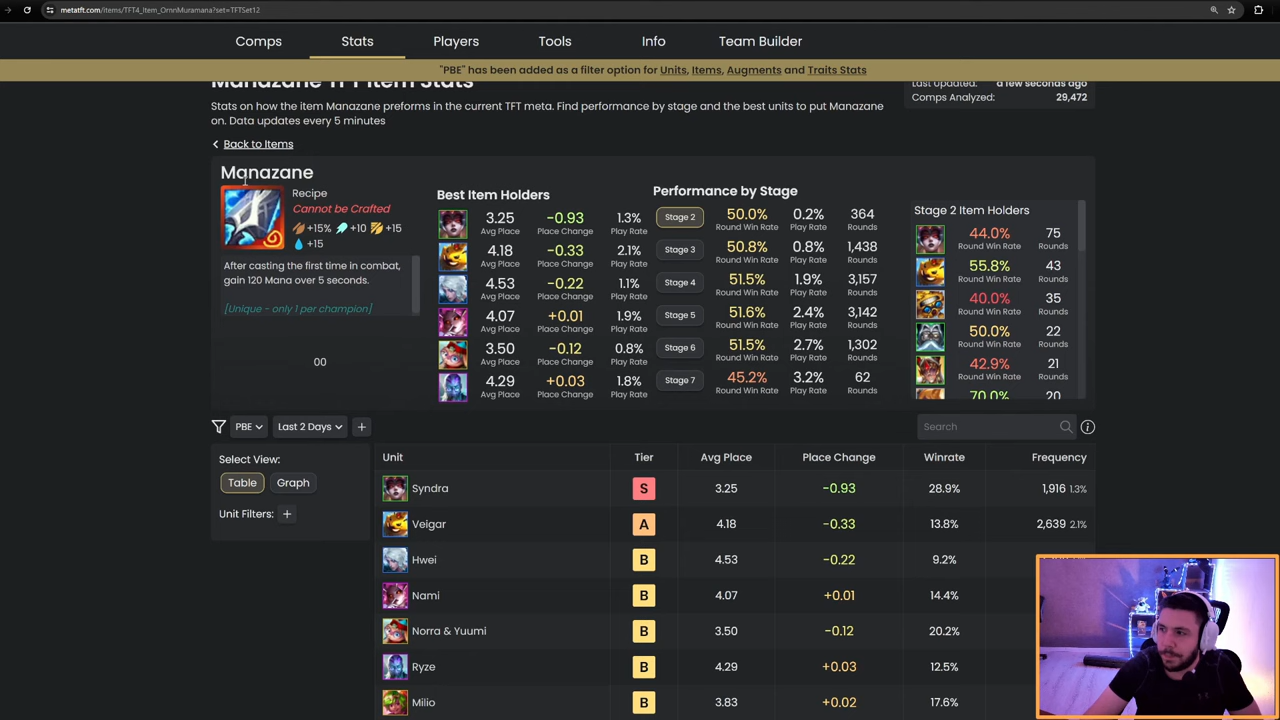 metatft.com/items/TFT4_Item_OrnnMuramana?set=TFTSet12
Comps Stats Players Tools Info Team Builder
"PBE" has been added as a filter option for Units, Items, Augments and Traits Stats
Manazane TFT Item Stats
Last Updated: a few seconds ago
Comps Analyzed: 29,472
Stats on how the item Manazane preforms in the current TFT meta. Find performance by stage and the best units to put Manazane
on. Data updates every 5 minutes
Back to Items
Manazane
Recipe
Cannot be Crafted
+15% +10 +15
+15
After casting the first time in combat,
gain 120 Mana over 5 seconds.
[Unique - only 1 per champion]
00
Best Item Holders
3.25 -0.93 1.3%
Avg Place Place Change Play Rate
4.18 -0.33 2.1%
Avg Place Place Change Play Rate
4.53 -0.22 1.1%
Avg Place Place Change Play Rate
4.07 +0.01 1.9%
Avg Place Place Change Play Rate
3.50 -0.12 0.8%
Avg Place Place Change Play Rate
4.29 +0.03 1.8%
Avg Place Place Change Play Rate
Performance by Stage
Stage 2 50.0% 0.2% 364
Round Win Rate Play Rate Rounds
Stage 3 50.8% 0.8% 1,438
Round Win Rate Play Rate Rounds
Stage 4 51.5% 1.9% 3,157
Round Win Rate Play Rate Rounds
Stage 5 51.6% 2.4% 3,142
Round Win Rate Play Rate Rounds
Stage 6 51.5% 2.7% 1,302
Round Win Rate Play Rate Rounds
Stage 7 45.2% 3.2% 62
Round Win Rate Play Rate Rounds
Stage 2 Item Holders
44.0% 75
Round Win Rate Rounds
55.8% 43
Round Win Rate Rounds
40.0% 35
Round Win Rate Rounds
50.0% 22
Round Win Rate Rounds
42.9% 21
Round Win Rate Rounds
70.0% 20
PBE Last 2 Days +
Search
Select View:
Table Graph
Unit Filters: +
Unit Tier Avg Place Place Change Winrate Frequency
Syndra S 3.25 -0.93 28.9% 1,916 1.3%
Veigar A 4.18 -0.33 13.8% 2,639 2.1%
Hwei B 4.53 -0.22 9.2%
Nami B 4.07 +0.01 14.4%
Norra & Yuumi B 3.50 -0.12 20.2%
Ryze B 4.29 +0.03 12.5%
Milio B 3.83 +0.02 17.6%